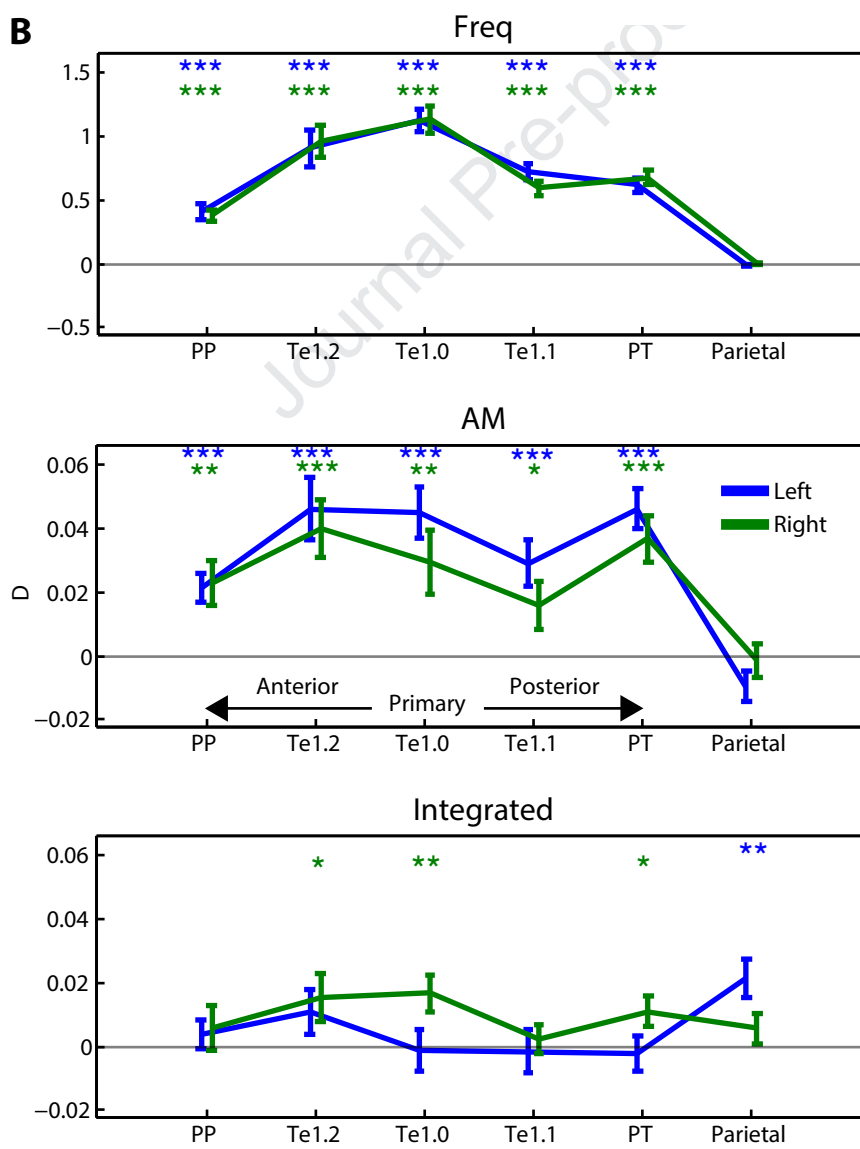 B
Freq
*** *** *** *** ***
*** *** *** *** ***
1.5
1
0.5
0
−0.5
PP Te1.2 Te1.0 Te1.1 PT Parietal
Journal Pre-proo
AM
*** *** *** *** ***
** *** ** * ***
0.06
0.04
0.02
0
−0.02
D
Left
Right
Anterior Primary Posterior
PP Te1.2 Te1.0 Te1.1 PT Parietal
Integrated
* ** * **
0.06
0.04
0.02
0
−0.02
PP Te1.2 Te1.0 Te1.1 PT Parietal